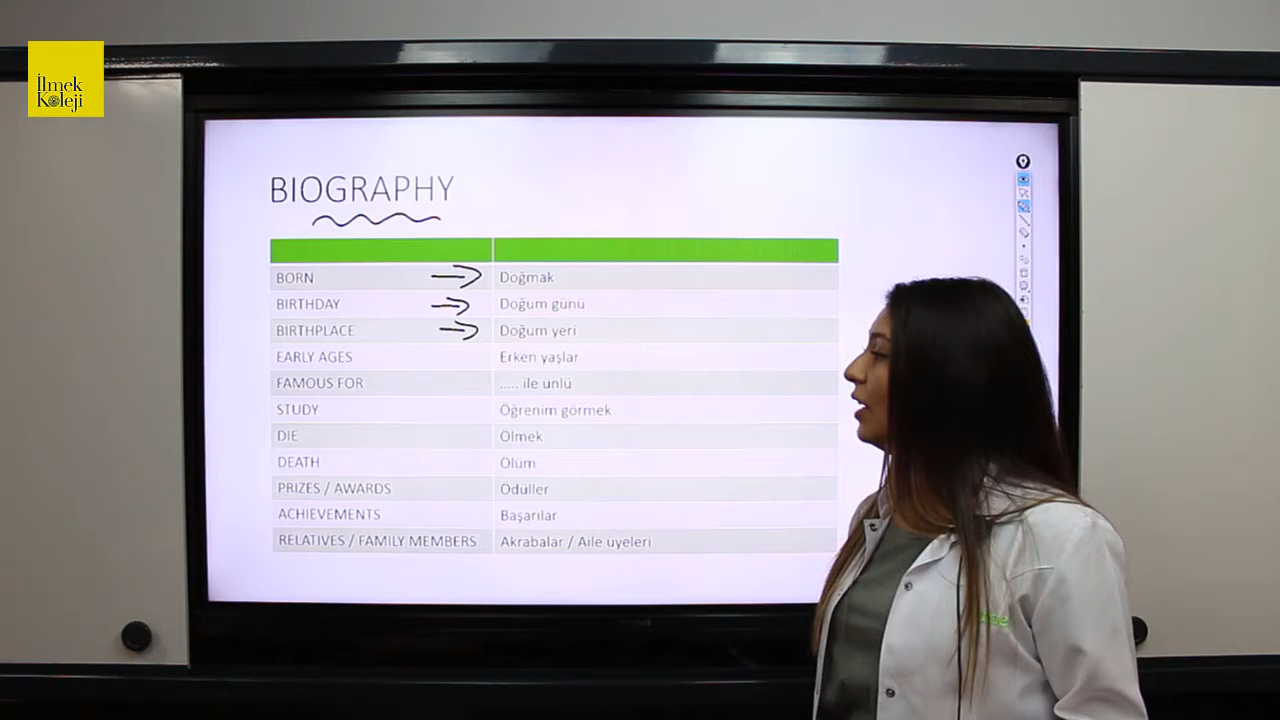 İlmek
Koleji
BIOGRAPHY
BORN Doğmak
BIRTHDAY Doğum günü
BIRTHPLACE Doğum yeri
EARLY AGES Erken yaşlar
FAMOUS FOR ..... ile ünlü
STUDY Öğrenim görmek
DIE Ölmek
DEATH Ölüm
PRIZES / AWARDS Ödüller
ACHIEVEMENTS Başarılar
RELATIVES / FAMILY MEMBERS Akrabalar / Aile üyeleri